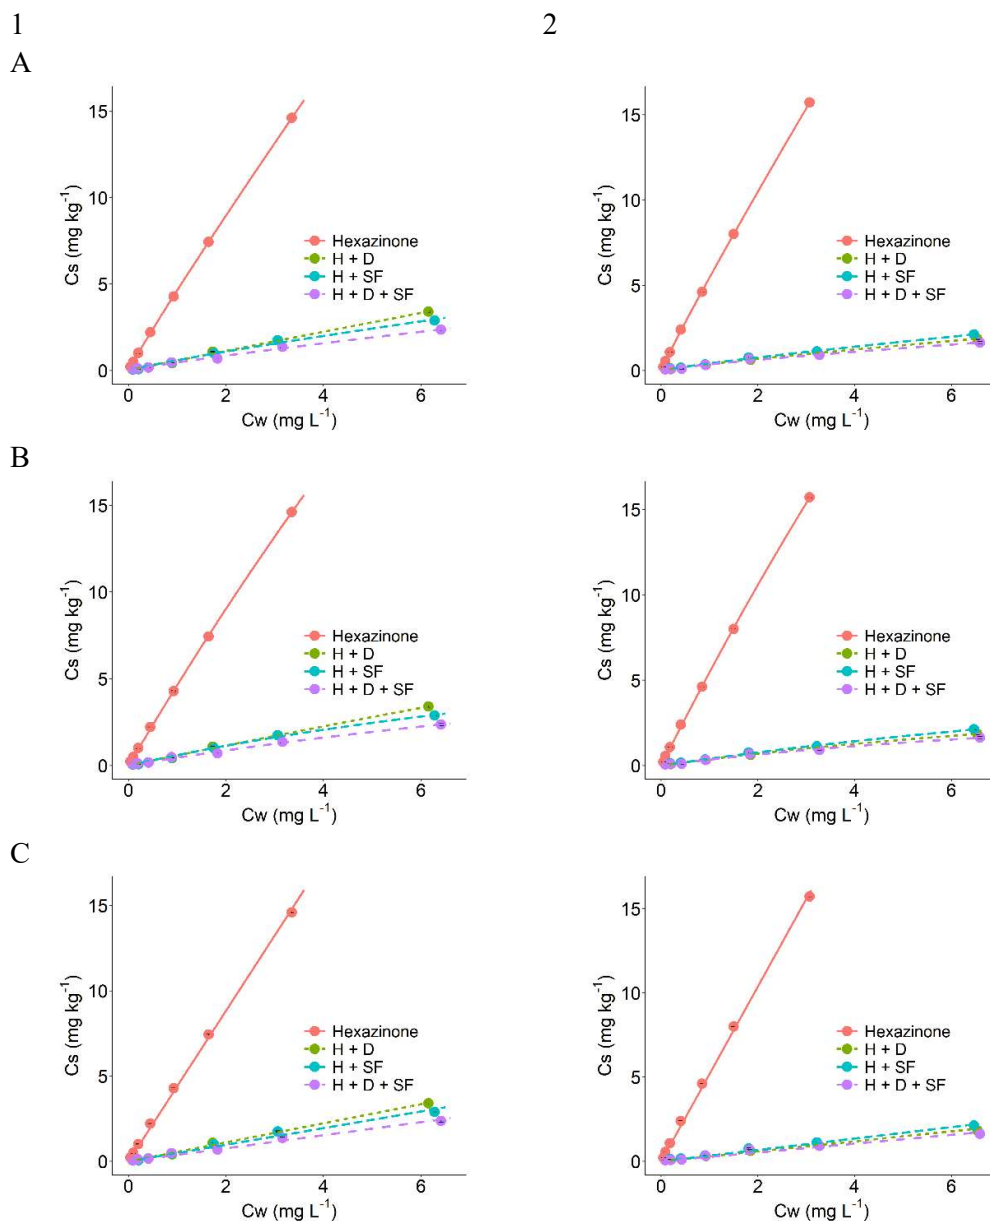 1 2
A
15
10
5
0
Cs (mg kg⁻¹)
Hexazinone
H + D
H + SF
H + D + SF
0 2 4 6
Cw (mg L⁻¹)
15
10
5
0
Cs (mg kg⁻¹)
Hexazinone
H + D
H + SF
H + D + SF
0 2 4 6
Cw (mg L⁻¹)
B
15
10
5
0
Cs (mg kg⁻¹)
Hexazinone
H + D
H + SF
H + D + SF
0 2 4 6
Cw (mg L⁻¹)
15
10
5
0
Cs (mg kg⁻¹)
Hexazinone
H + D
H + SF
H + D + SF
0 2 4 6
Cw (mg L⁻¹)
C
15
10
5
0
Cs (mg kg⁻¹)
Hexazinone
H + D
H + SF
H + D + SF
0 2 4 6
Cw (mg L⁻¹)
15
10
5
0
Cs (mg kg⁻¹)
Hexazinone
H + D
H + SF
H + D + SF
0 2 4 6
Cw (mg L⁻¹)